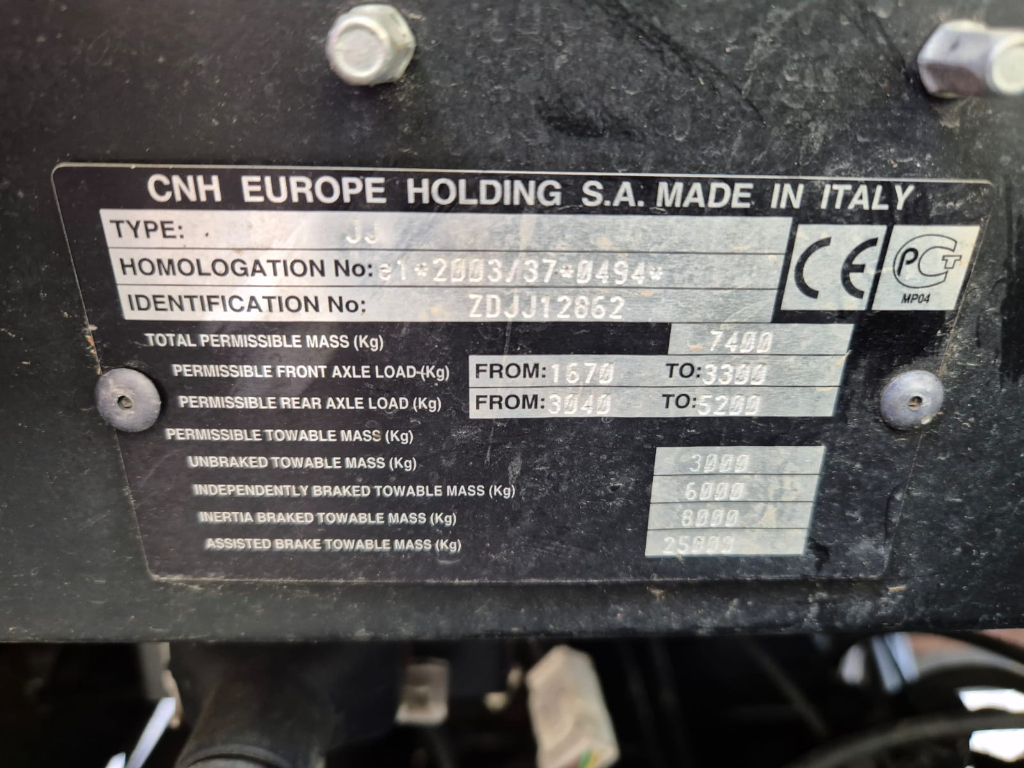 CNH EUROPE HOLDING S.A. MADE IN ITALY
TYPE: JJ
HOMOLOGATION No: e1*2003/37*0494*
IDENTIFICATION No: ZDJJ12862
CE
PCT
MP04
TOTAL PERMISSIBLE MASS (Kg) 7400
PERMISSIBLE FRONT AXLE LOAD (Kg) FROM: 1670 TO: 3300
PERMISSIBLE REAR AXLE LOAD (Kg) FROM: 3040 TO: 5200
PERMISSIBLE TOWABLE MASS (Kg)
UNBRAKED TOWABLE MASS (Kg) 3000
INDEPENDENTLY BRAKED TOWABLE MASS (Kg) 6000
INERTIA BRAKED TOWABLE MASS (Kg) 8000
ASSISTED BRAKE TOWABLE MASS (Kg) 25000